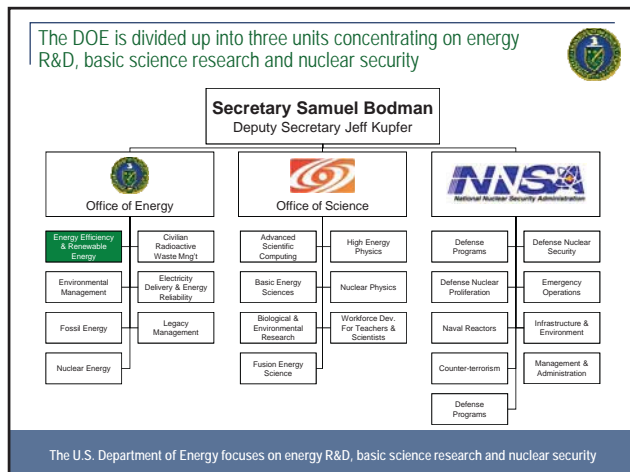 The DOE is divided up into three units concentrating on energy
R&D, basic science research and nuclear security
Secretary Samuel Bodman
Deputy Secretary Jeff Kupfer
Office of Energy
Office of Science
NNSA
National Nuclear Security Administration
Energy Efficiency
& Renewable
Energy
Civilian
Radioactive
Waste Mng't
Environmental
Management
Electricity
Delivery & Energy
Reliability
Fossil Energy
Legacy
Management
Nuclear Energy
Advanced
Scientific
Computing
High Energy
Physics
Basic Energy
Sciences
Nuclear Physics
Biological &
Environmental
Research
Workforce Dev.
For Teachers &
Scientists
Fusion Energy
Science
Defense
Programs
Defense Nuclear
Security
Defense Nuclear
Proliferation
Emergency
Operations
Naval Reactors
Infrastructure &
Environment
Counter-terrorism
Management &
Administration
Defense
Programs
The U.S. Department of Energy focuses on energy R&D, basic science research and nuclear security